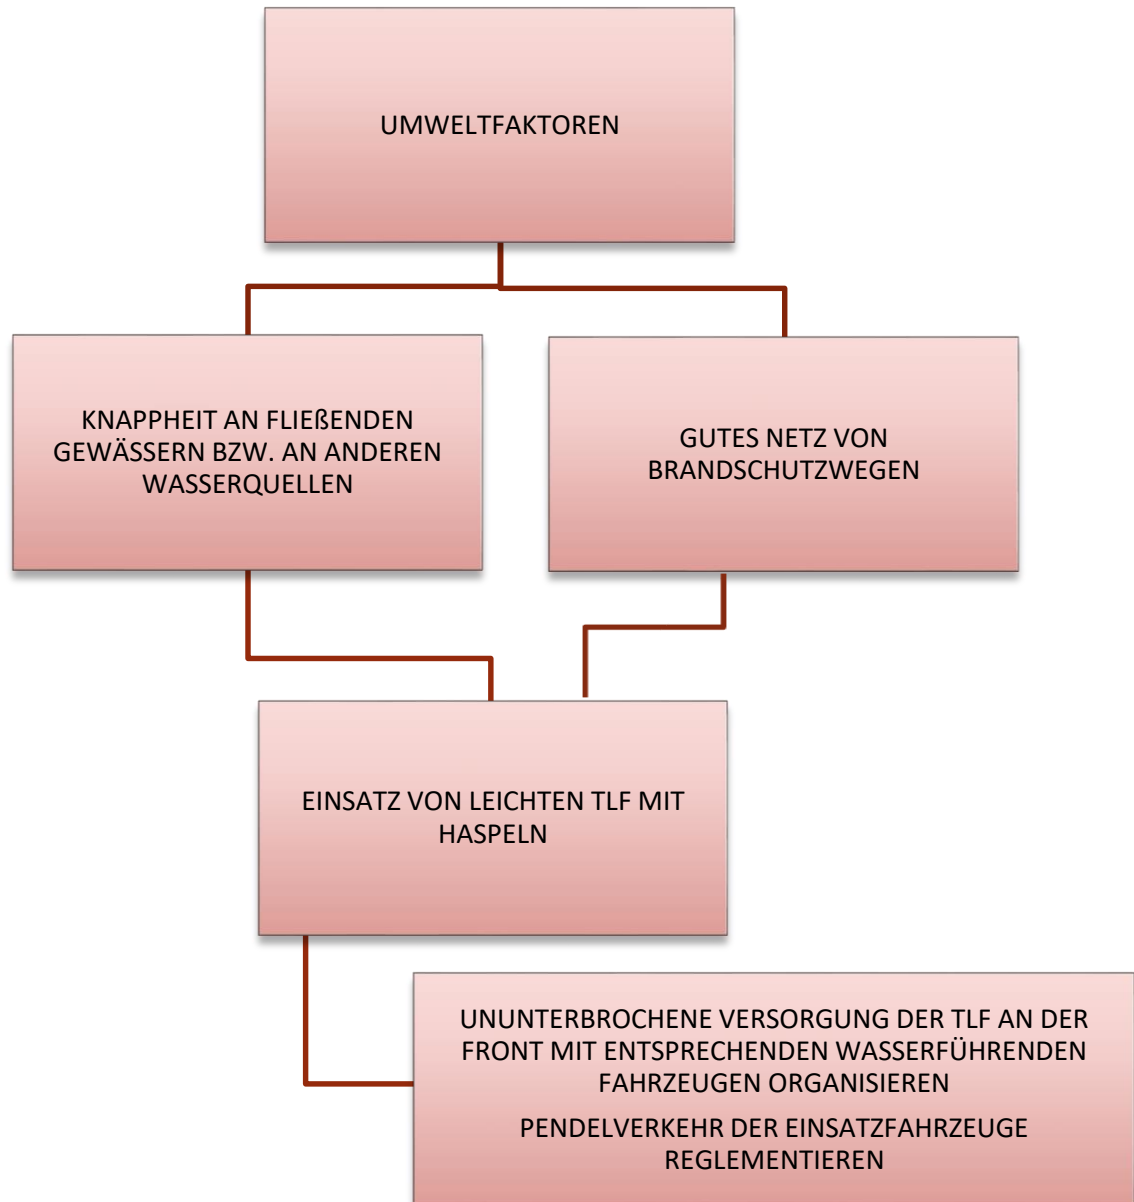 UMWELTFAKTOREN
KNAPPHEIT AN FLIEßENDEN
GEWÄSSERN BZW. AN ANDEREN
WASSERQUELLEN
GUTES NETZ VON
BRANDSCHUTZWEGEN
EINSATZ VON LEICHTEN TLF MIT
HASPELN
UNUNTERBROCHENE VERSORGUNG DER TLF AN DER
FRONT MIT ENTSPRECHENDEN WASSERFÜHRENDEN
FAHRZEUGEN ORGANISIEREN
PENDELVERKEHR DER EINSATZFAHRZEUGE
REGLEMENTIEREN